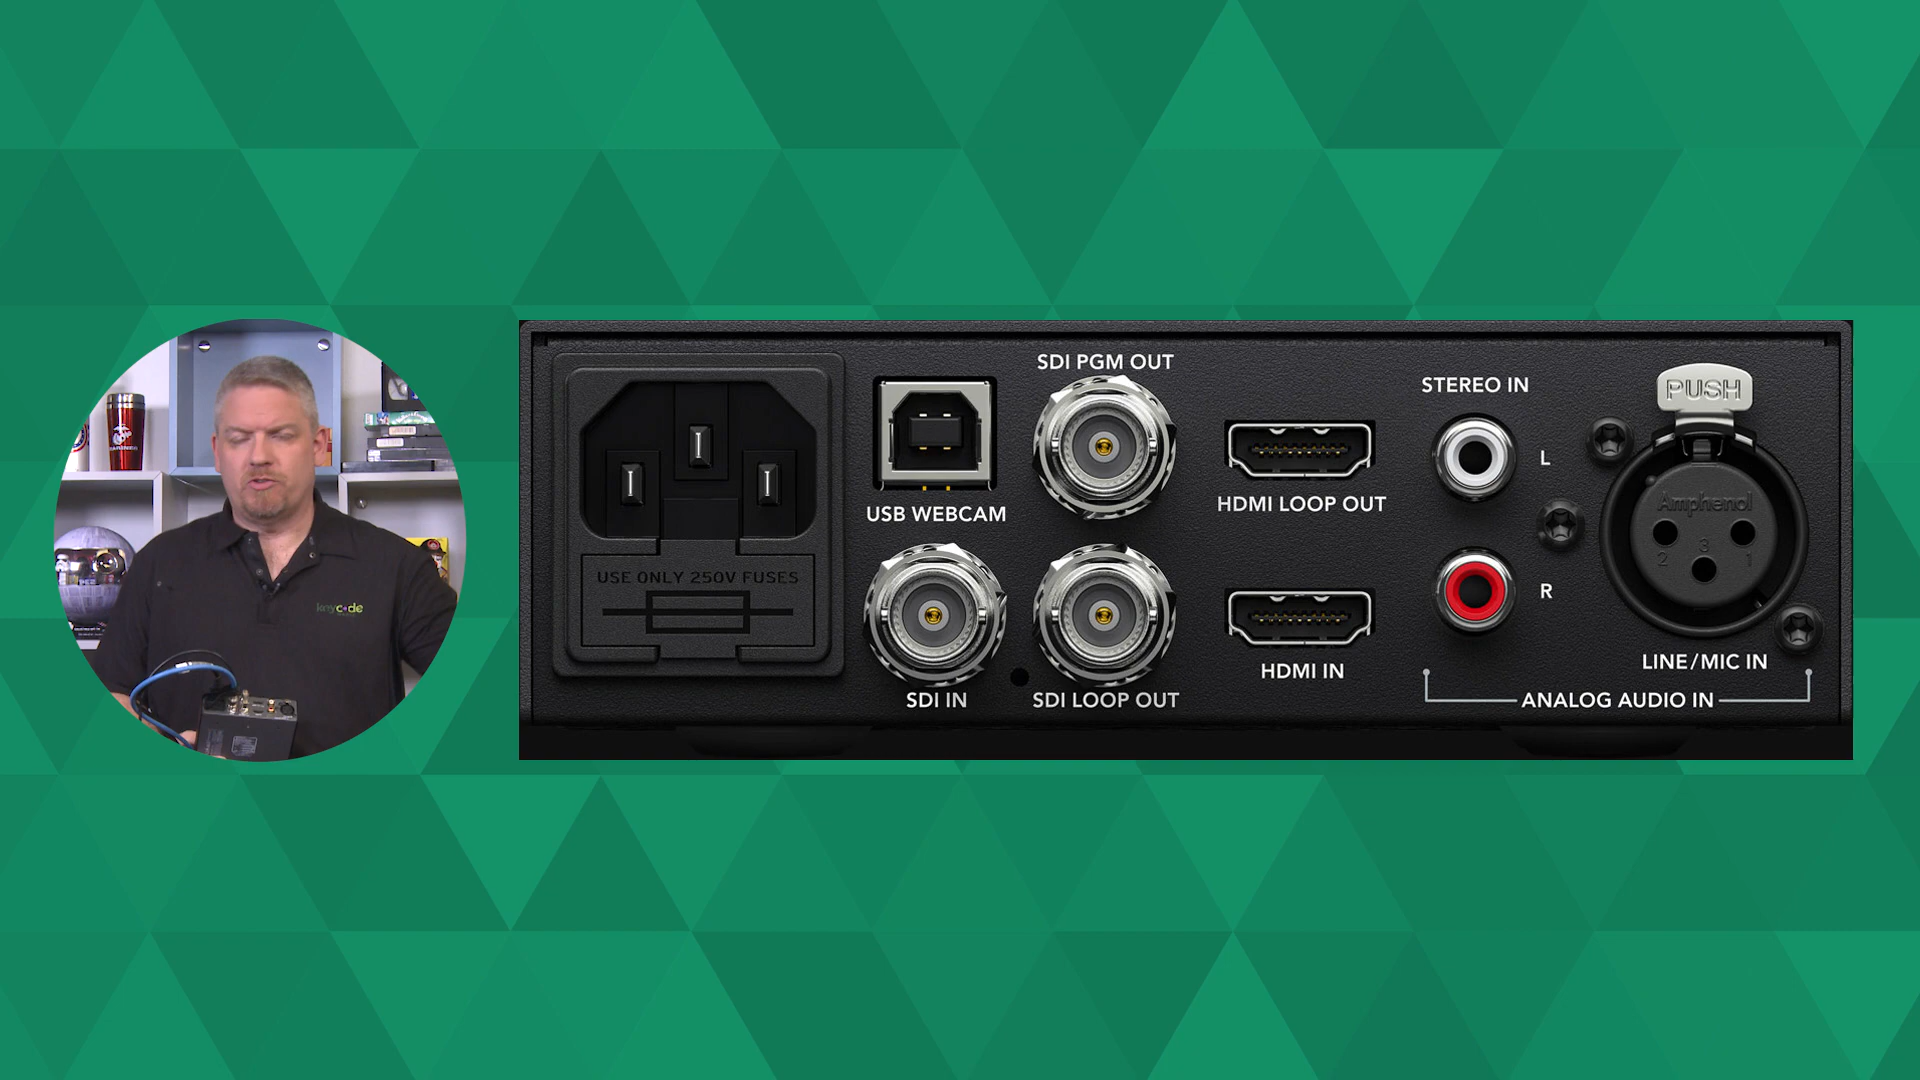 keycode
USE ONLY 250V FUSES
USB WEBCAM
SDI IN
SDI PGM OUT
SDI LOOP OUT
HDMI LOOP OUT
HDMI IN
STEREO IN
L
R
PUSH
Amphenol
2 3 1
LINE/MIC IN
ANALOG AUDIO IN